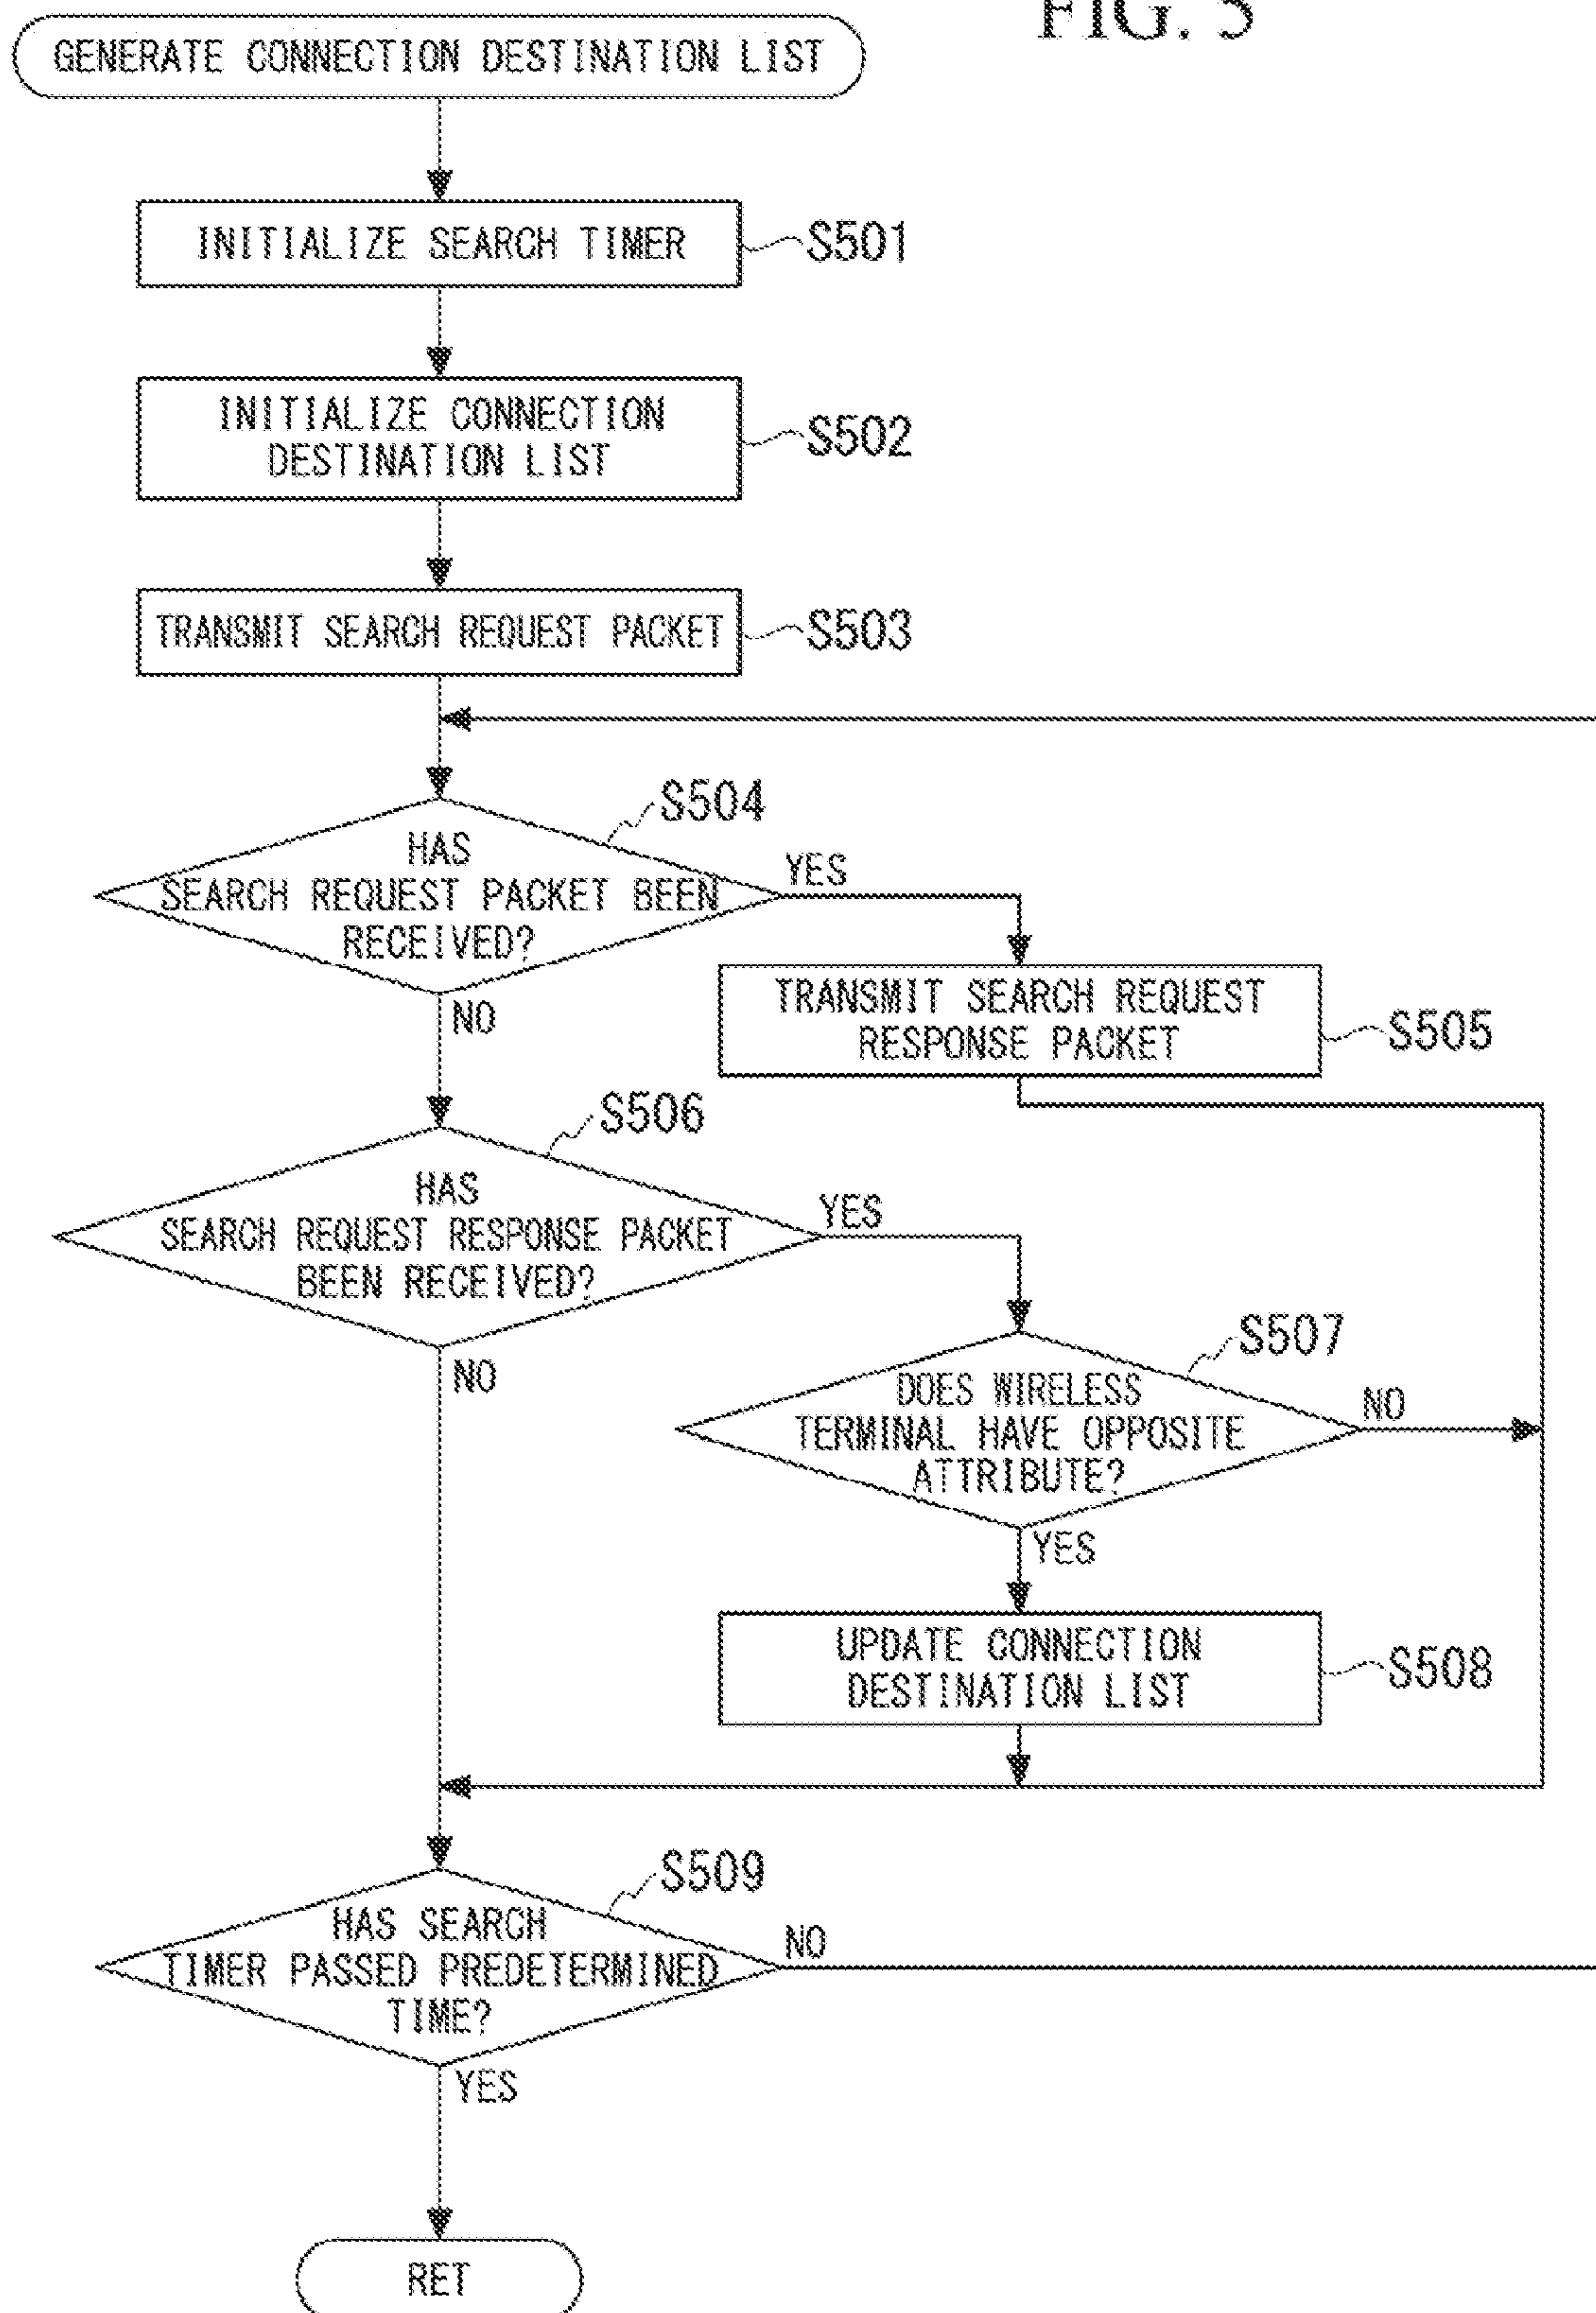 FIG. 5
GENERATE CONNECTION DESTINATION LIST
INITIALIZE SEARCH TIMER
S501
INITIALIZE CONNECTION
DESTINATION LIST
S502
TRANSMIT SEARCH REQUEST PACKET
S503
S504
HAS
SEARCH REQUEST PACKET BEEN
RECEIVED?
YES
NO
TRANSMIT SEARCH REQUEST
RESPONSE PACKET
S505
S506
HAS
SEARCH REQUEST RESPONSE PACKET
BEEN RECEIVED?
YES
NO
S507
DOES WIRELESS
TERMINAL HAVE OPPOSITE
ATTRIBUTE?
NO
YES
UPDATE CONNECTION
DESTINATION LIST
S508
S509
HAS SEARCH
TIMER PASSED PREDETERMINED
TIME?
NO
YES
RET